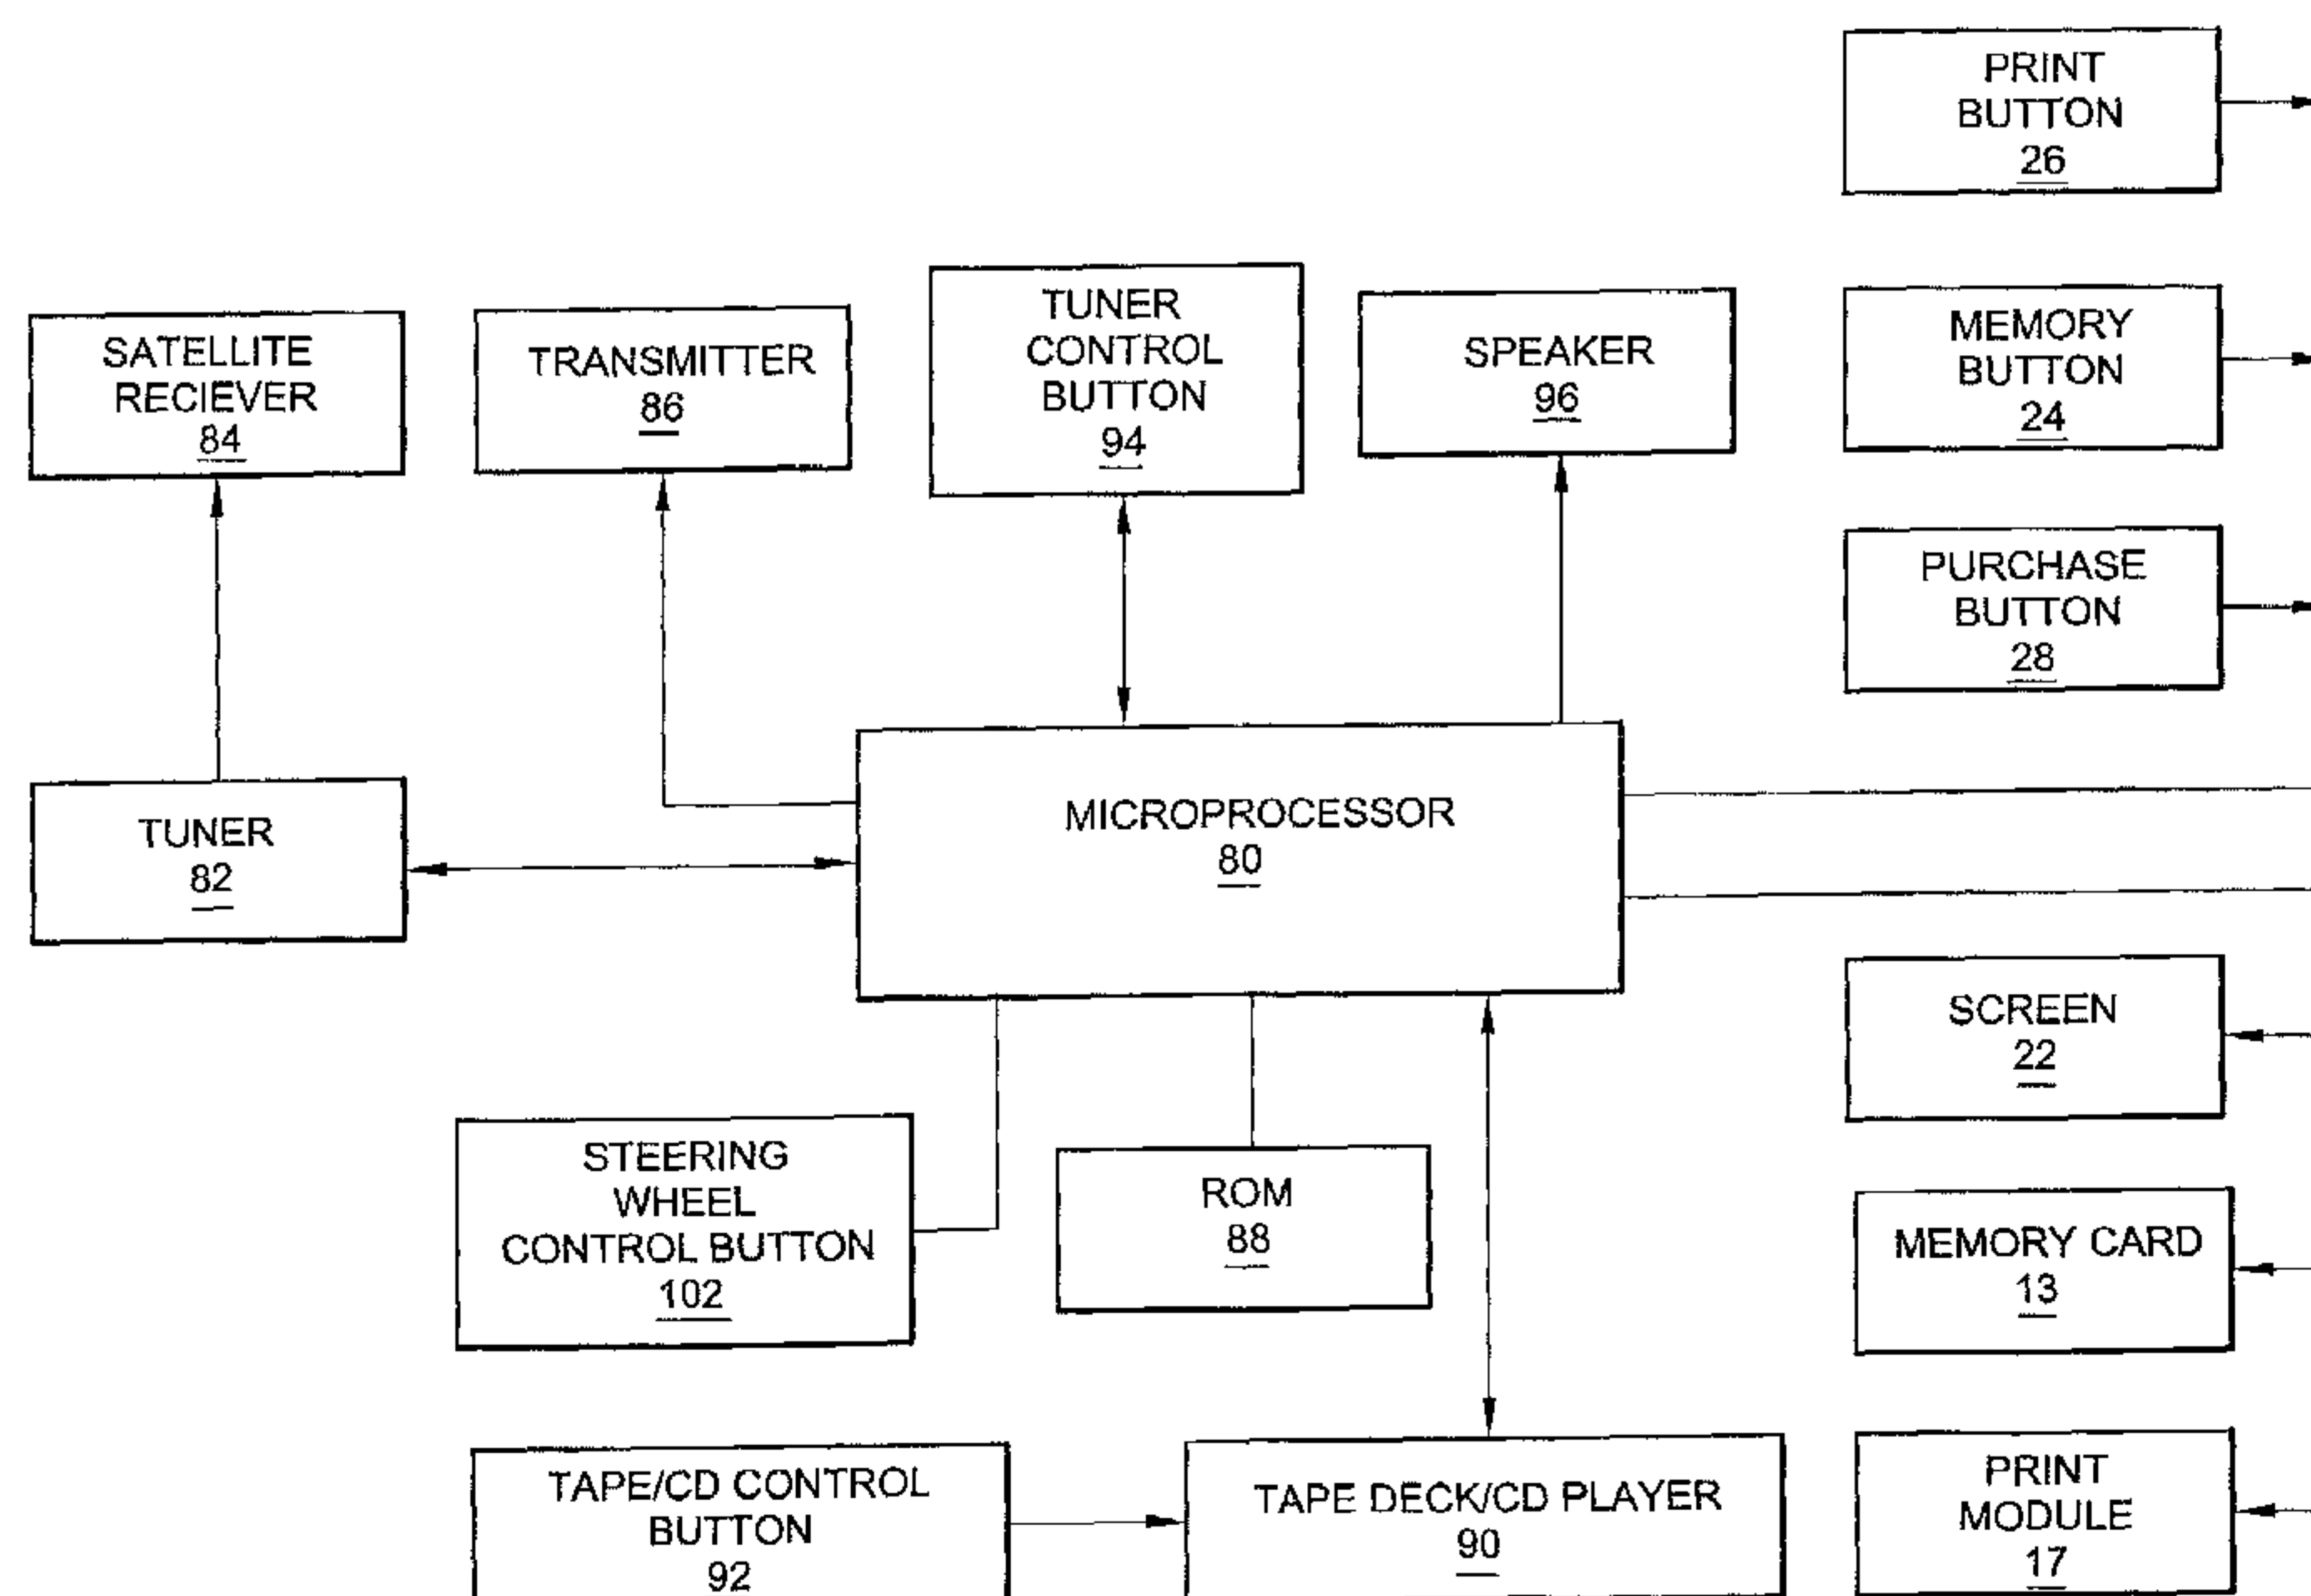 PRINT
BUTTON
26
SATELLITE
RECIEVER
84
TRANSMITTER
86
TUNER
CONTROL
BUTTON
94
SPEAKER
96
MEMORY
BUTTON
24
PURCHASE
BUTTON
28
TUNER
82
MICROPROCESSOR
80
SCREEN
22
STEERING
WHEEL
CONTROL BUTTON
102
ROM
88
MEMORY CARD
13
TAPE/CD CONTROL
BUTTON
92
TAPE DECK/CD PLAYER
90
PRINT
MODULE
17